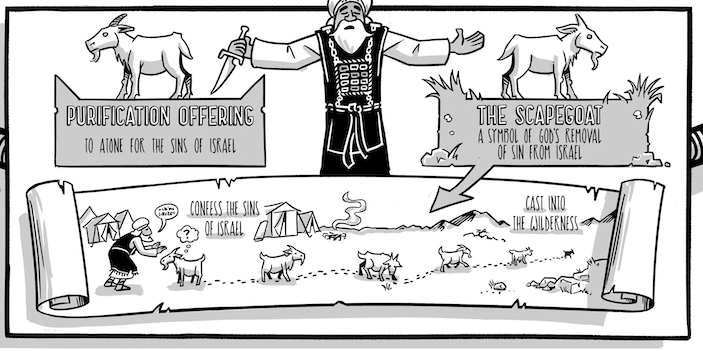 PURIFICATION OFFERING
TO ATONE FOR THE SINS OF ISRAEL
THE SCAPEGOAT
A SYMBOL OF GOD'S REMOVAL
OF SIN FROM ISRAEL
CONFESS THE SINS
OF ISRAEL
?
CAST INTO
THE WILDERNESS